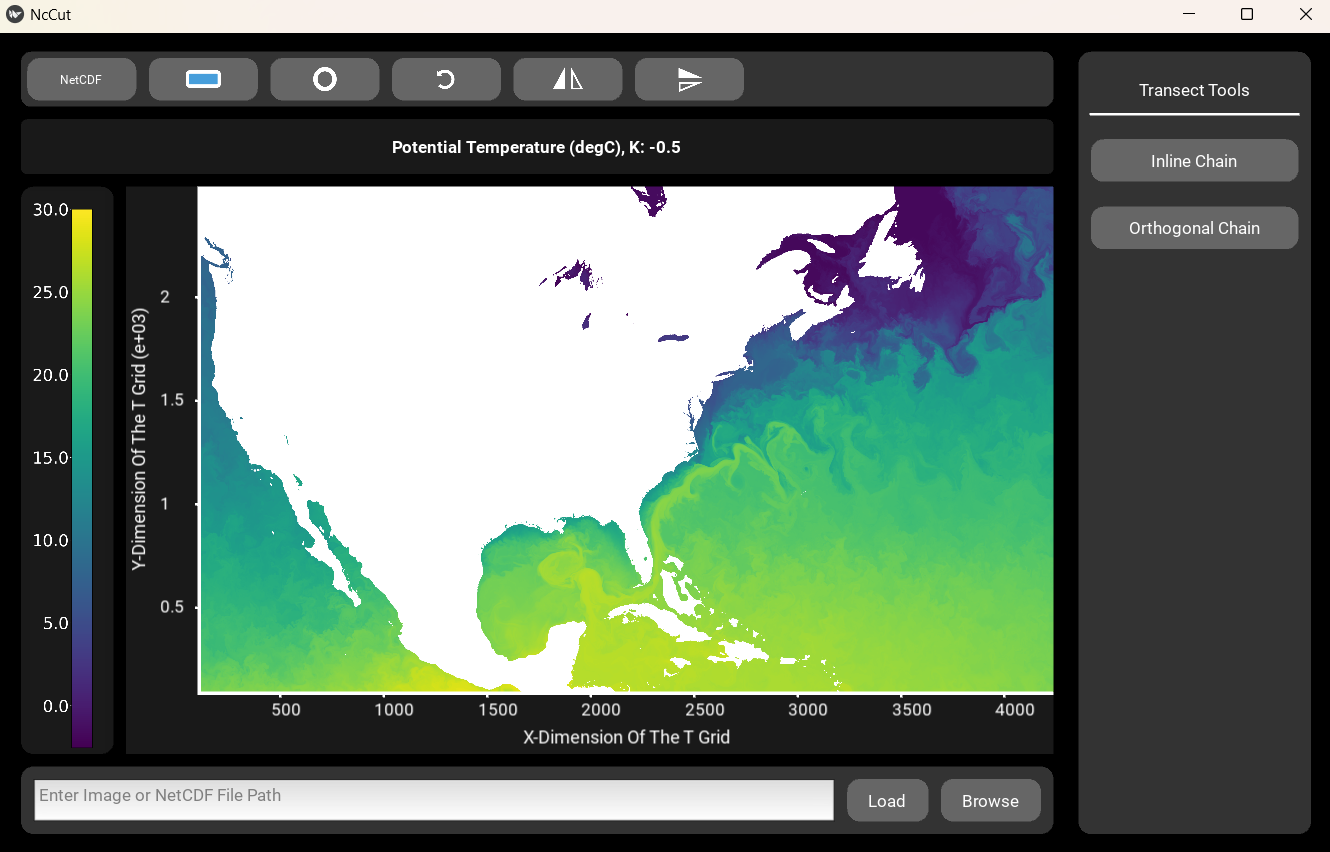 NcCut
NetCDF
Transect Tools
Potential Temperature (degC), K: -0.5
Inline Chain
Orthogonal Chain
30.0
25.0
20.0
15.0
10.0
5.0
0.0
Y-Dimension Of The T Grid (e+03)
2
1.5
1
0.5
500 1000 1500 2000 2500 3000 3500 4000
X-Dimension Of The T Grid
Enter Image or NetCDF File Path
Load
Browse